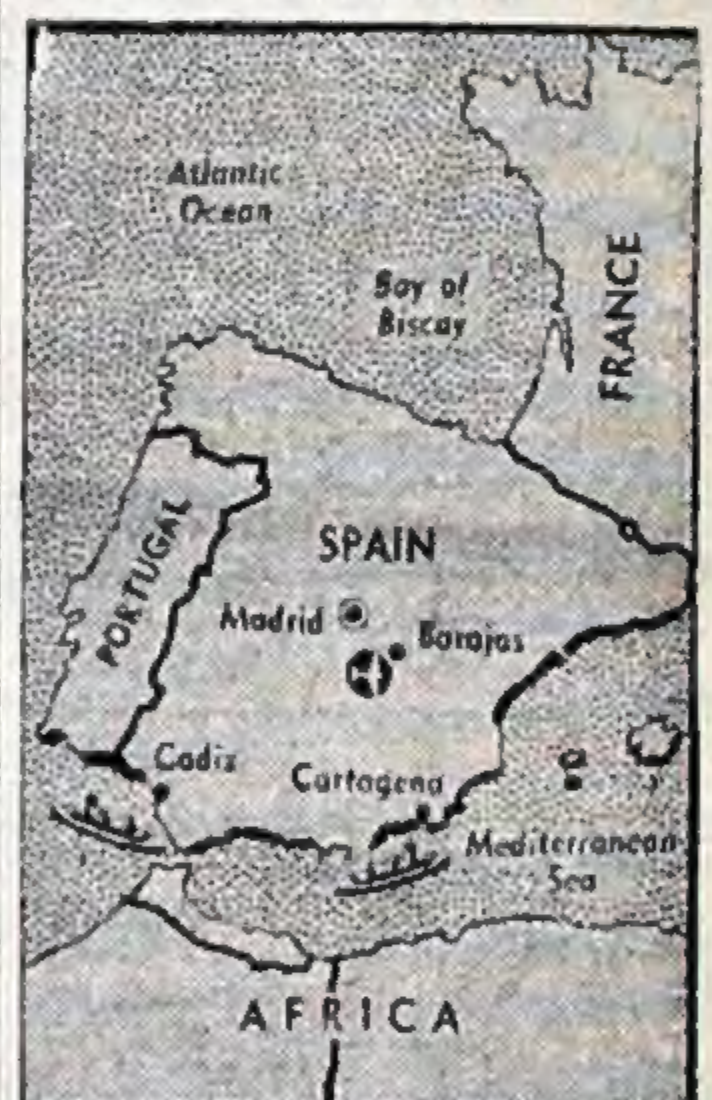 Atlantic
Ocean
Bay of
Biscay
FRANCE
PORTUGAL
SPAIN
Madrid
Barajas
Cadiz
Cartagena
Mediterranean
Sea
AFRICA